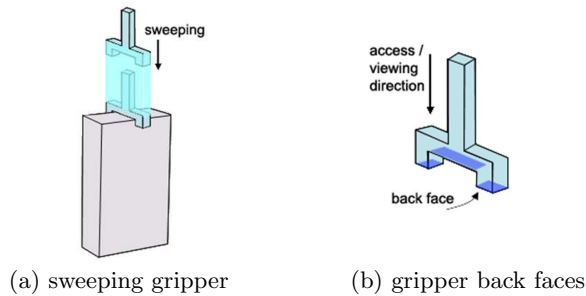 sweeping
access /
viewing
direction
back face
(a) sweeping gripper
(b) gripper back faces